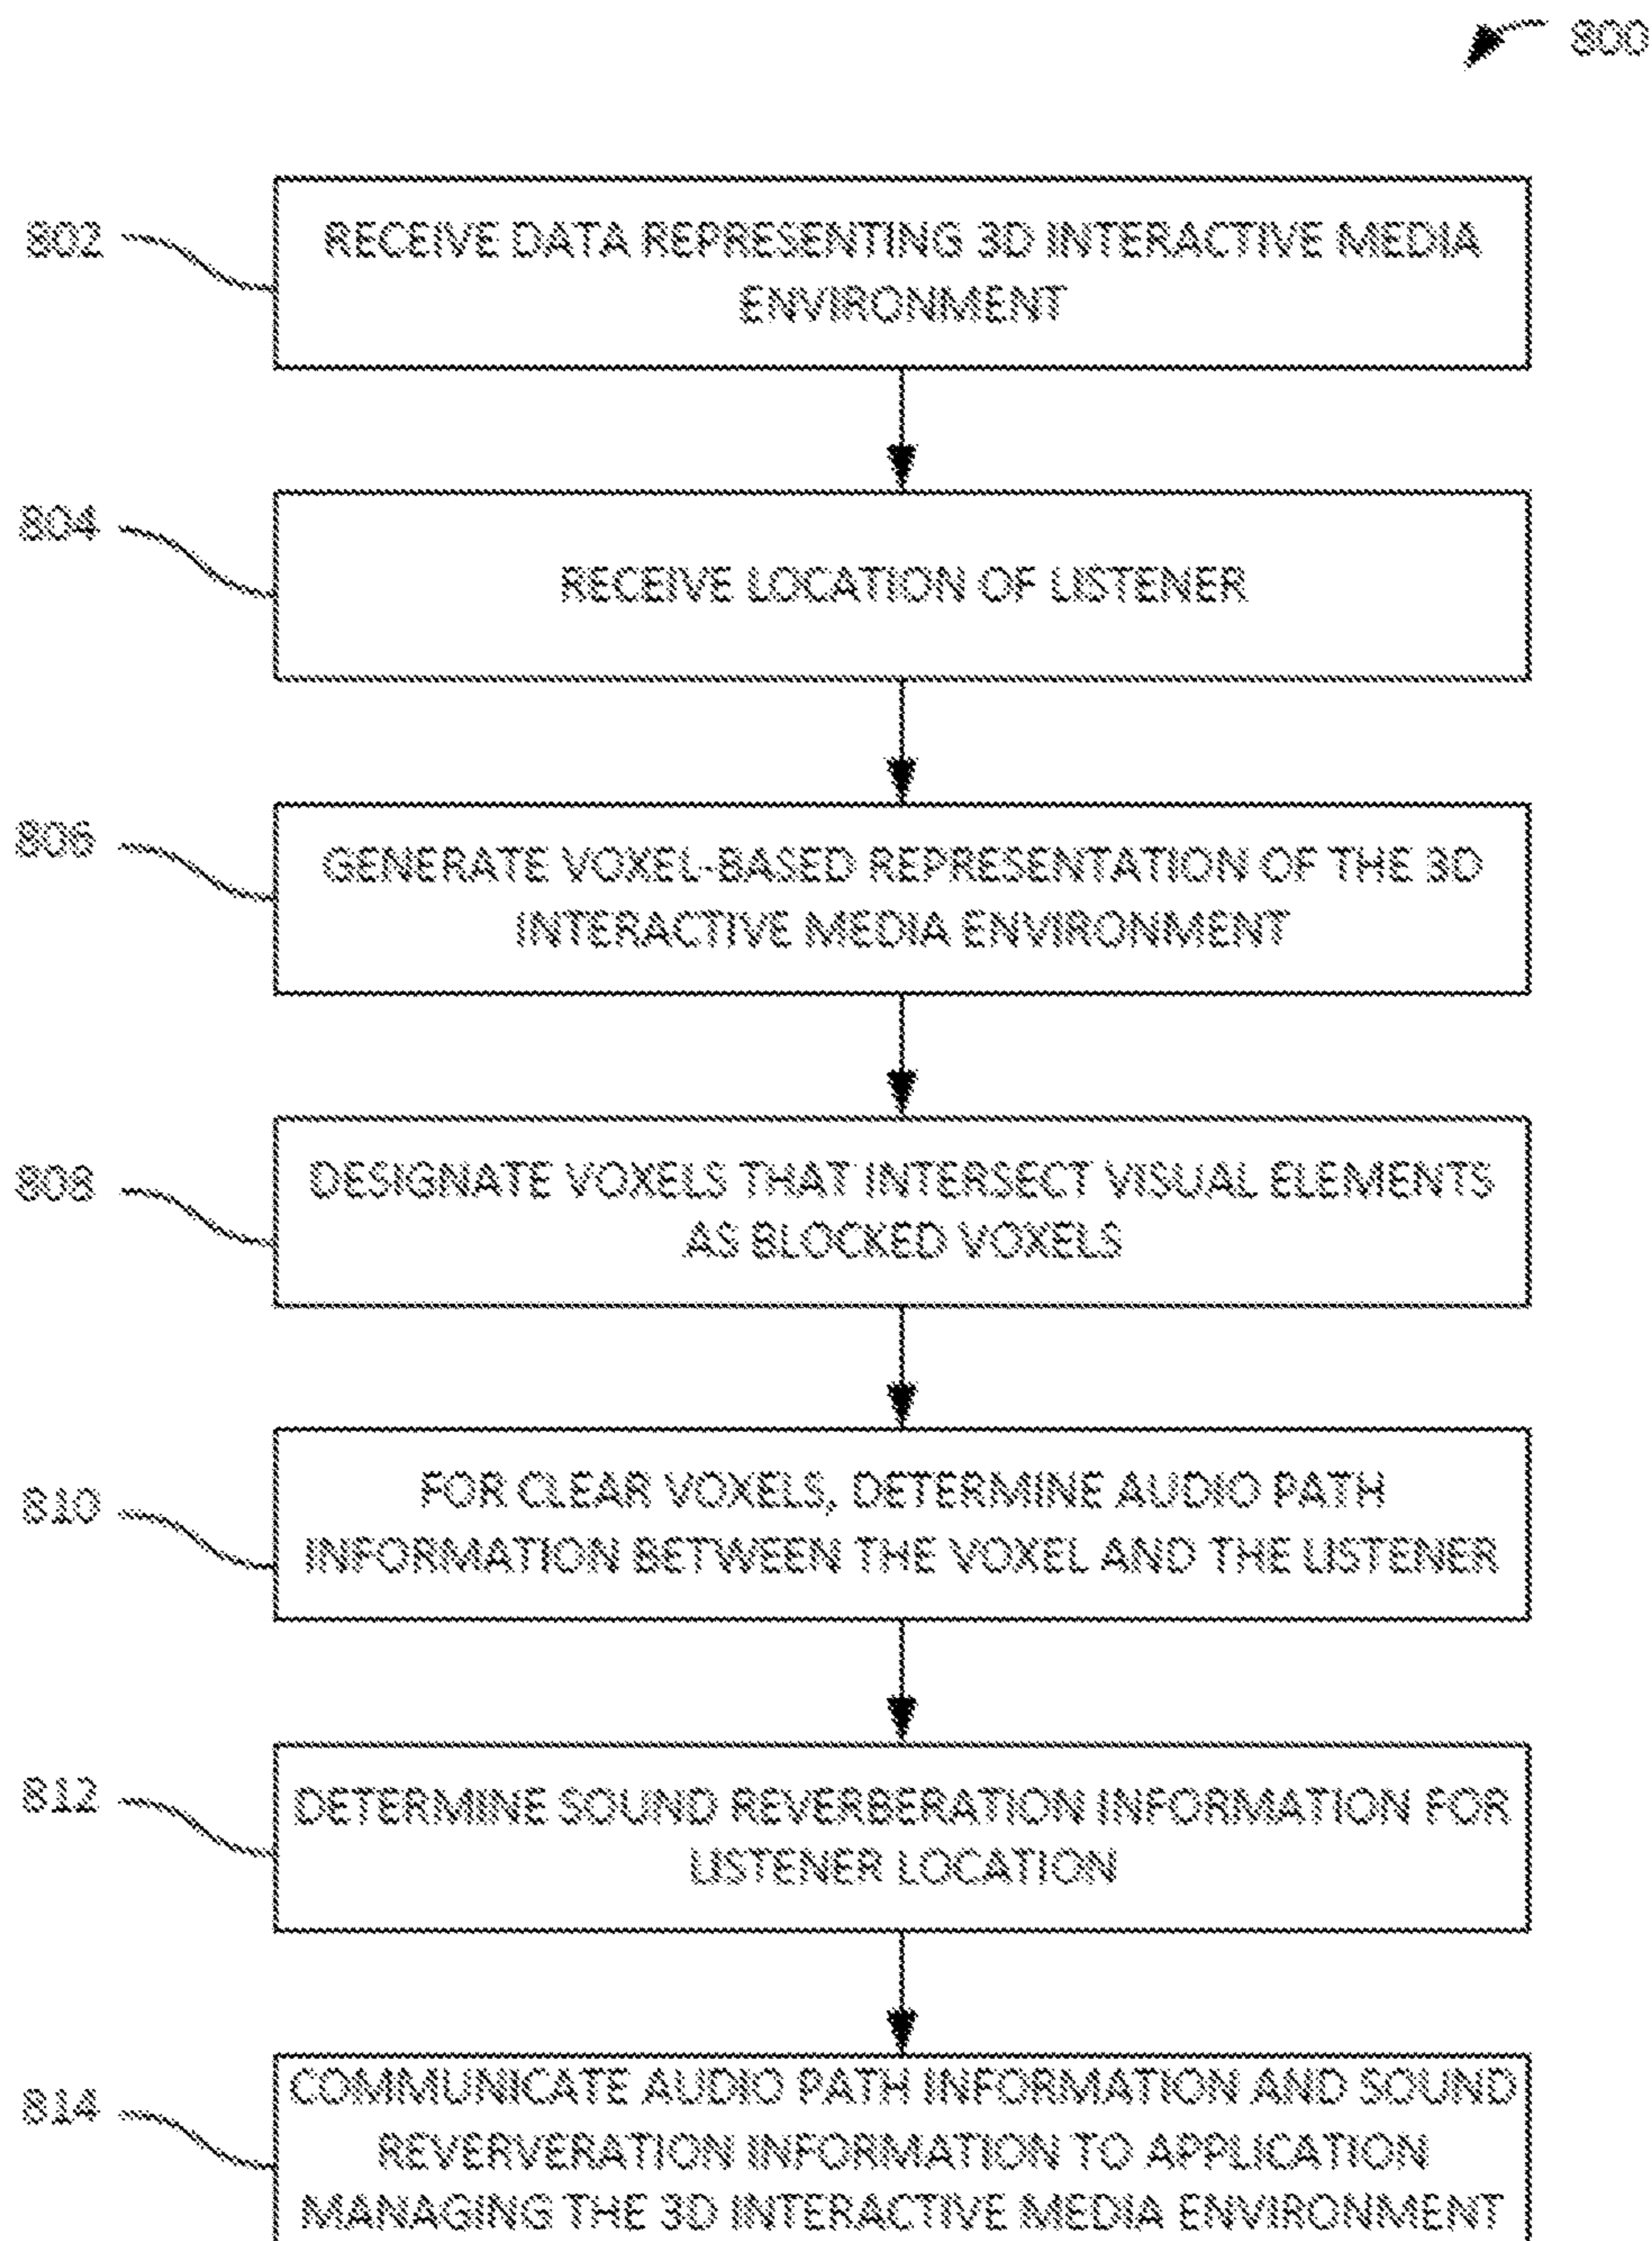 800
802
RECEIVE DATA REPRESENTING 3D INTERACTIVE MEDIA
ENVIRONMENT
804
RECEIVE LOCATION OF LISTENER
806
GENERATE VOXEL-BASED REPRESENTATION OF THE 3D
INTERACTIVE MEDIA ENVIRONMENT
808
DESIGNATE VOXELS THAT INTERSECT VISUAL ELEMENTS
AS BLOCKED VOXELS
810
FOR CLEAR VOXELS, DETERMINE AUDIO PATH
INFORMATION BETWEEN THE VOXEL AND THE LISTENER
812
DETERMINE SOUND REVERBERATION INFORMATION FOR
LISTENER LOCATION
814
COMMUNICATE AUDIO PATH INFORMATION AND SOUND
REVERVERATION INFORMATION TO APPLICATION
MANAGING THE 3D INTERACTIVE MEDIA ENVIRONMENT